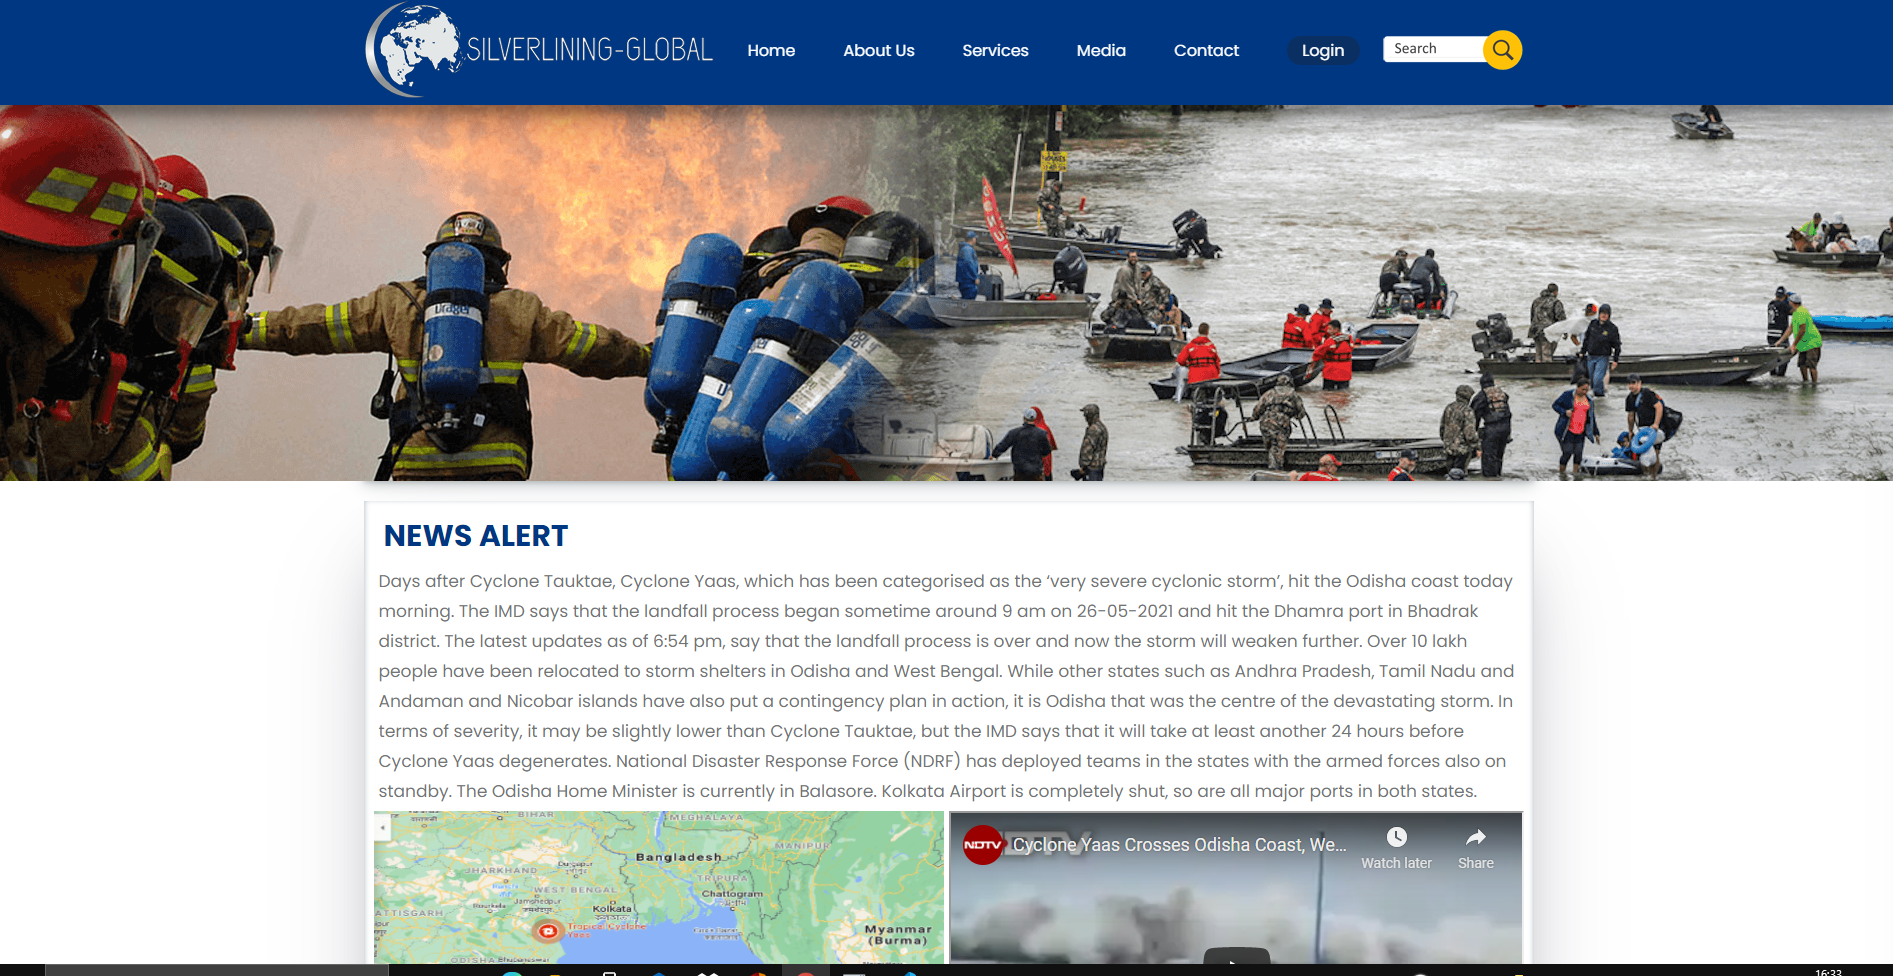 SILVERLINING-GLOBAL
Home
About Us
Services
Media
Contact
Login
Search
Dräger
NEWS ALERT
Days after Cyclone Tauktae, Cyclone Yaas, which has been categorised as the ‘very severe cyclonic storm’, hit the Odisha coast today
morning. The IMD says that the landfall process began sometime around 9 am on 26-05-2021 and hit the Dhamra port in Bhadrak
district. The latest updates as of 6:54 pm, say that the landfall process is over and now the storm will weaken further. Over 10 lakh
people have been relocated to storm shelters in Odisha and West Bengal. While other states such as Andhra Pradesh, Tamil Nadu and
Andaman and Nicobar islands have also put a contingency plan in action, it is Odisha that was the centre of the devastating storm. In
terms of severity, it may be slightly lower than Cyclone Tauktae, but the IMD says that it will take at least another 24 hours before
Cyclone Yaas degenerates. National Disaster Response Force (NDRF) has deployed teams in the states with the armed forces also on
standby. The Odisha Home Minister is currently in Balasore. Kolkata Airport is completely shut, so are all major ports in both states.
BIHAR
MEGHALAYA
MANIPUR
Bangladesh
JHARKHAND
Durgapur
TRIPURA
Ranchi
WEST BENGAL
Chattogram
Rourkela
Jamshedpur
Kolkata
ATTISGARH
Tropical Cyclone
Yaas
Myanmar
(Burma)
ODISHA
Bhubaneswar
NDTV
NDTV
Cyclone Yaas Crosses Odisha Coast, We...
Watch later
Share
16:33